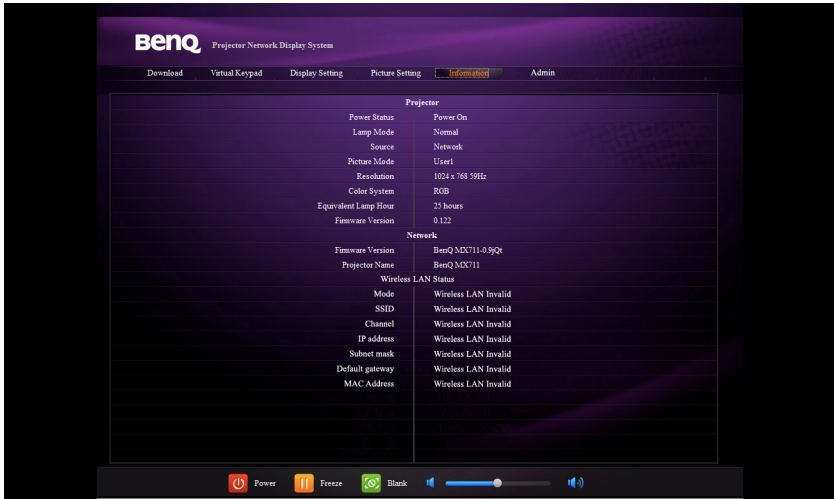 BenQ Projector Network Display System
Download Virtual Keypad Display Setting Picture Setting Information Admin
Projector
Power Status Power On
Lamp Mode Normal
Source Network
Picture Mode User1
Resolution 1024 x 768 59Hz
Color System RGB
Equivalent Lamp Hour 25 hours
Firmware Version 0.122
Network
Firmware Version BenQ MX711-0.9jQt
Projector Name BenQ MX711
Wireless LAN Status
Mode Wireless LAN Invalid
SSID Wireless LAN Invalid
Channel Wireless LAN Invalid
IP address Wireless LAN Invalid
Subnet mask Wireless LAN Invalid
Default gateway Wireless LAN Invalid
MAC Address Wireless LAN Invalid
Power Freeze Blank